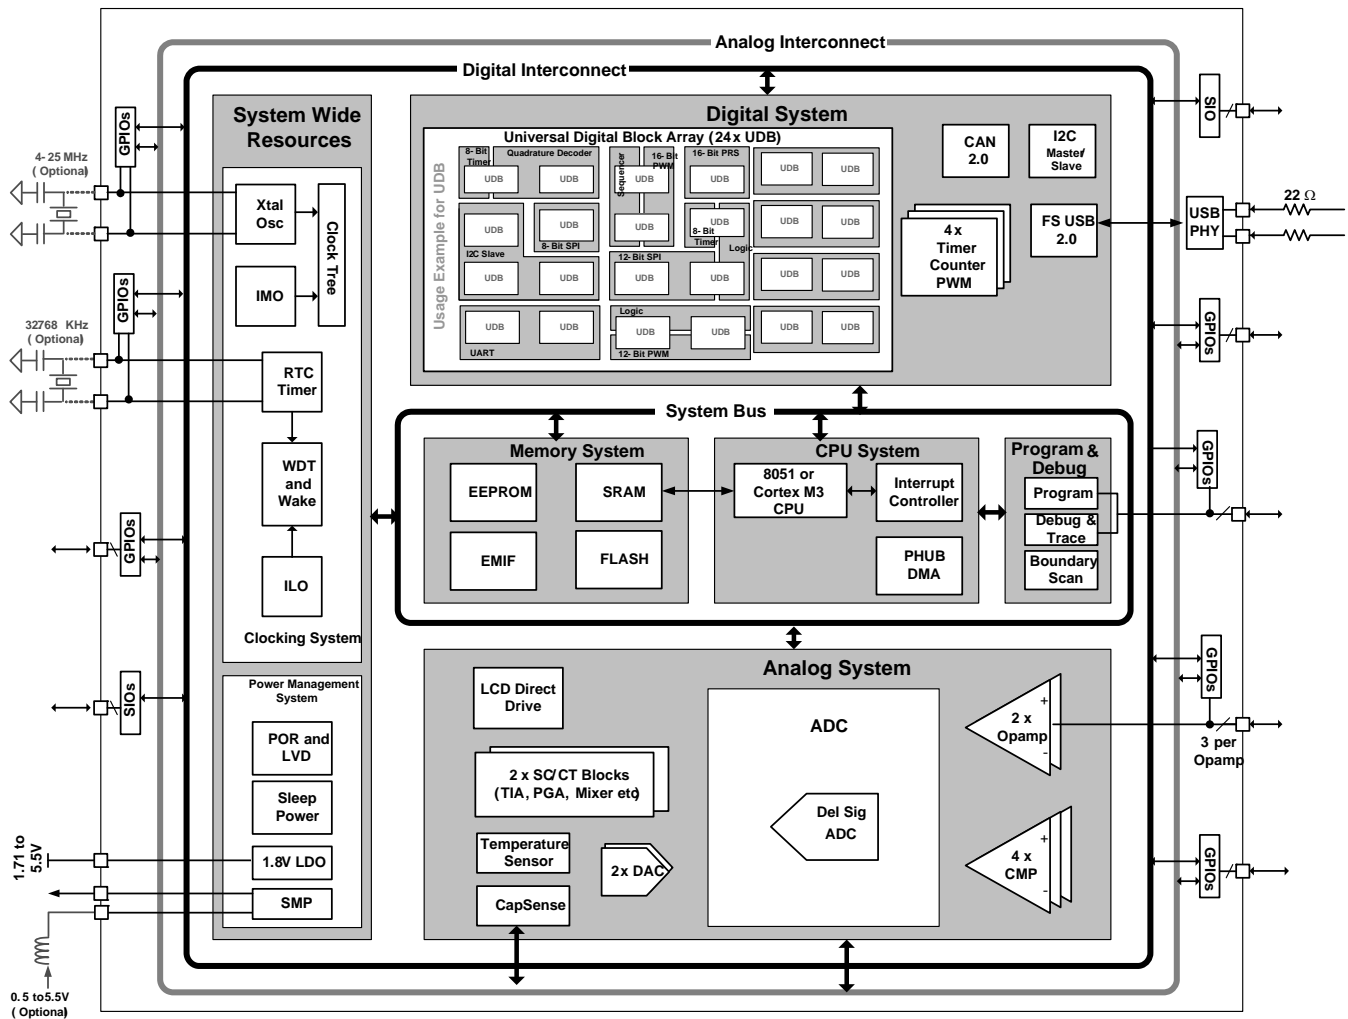 Analog Interconnect
Digital Interconnect
System Wide
Resources
Xtal
Osc
Clock Tree
IMO
RTC
Timer
WDT
and
Wake
ILO
Clocking System
Power Management
System
POR and
LVD
Sleep
Power
1.8V LDO
SMP
4-25 MHz
(Optional)
GPIOs
32768 KHz
(Optional)
GPIOs
GPIOs
SIOs
1.71 to
5.5V
0.5 to 5.5V
(Optional)
Digital System
Universal Digital Block Array (24x UDB)
Usage Example for UDB
8-Bit
Timer
Quadrature Decoder
Sequencer
16-Bit
PWM
16-Bit PRS
UDB
UDB
UDB
UDB
UDB
UDB
UDB
UDB
UDB
UDB
UDB
UDB
8-Bit
Timer
Logic
I2C Slave
8-Bit SPI
12-Bit SPI
UDB
UDB
UDB
UDB
UDB
UDB
Logic
UDB
UDB
UDB
UDB
UDB
UDB
UART
12-Bit PWM
CAN
2.0
I2C
Master/
Slave
4x
Timer
Counter
PWM
FS USB
2.0
System Bus
Memory System
EEPROM
SRAM
EMIF
FLASH
CPU System
8051 or
Cortex M3
CPU
Interrupt
Controller
PHUB
DMA
Program &
Debug
Program
Debug &
Trace
Boundary
Scan
Analog System
LCD Direct
Drive
2 x SC/CT Blocks
(TIA, PGA, Mixer etc)
Temperature
Sensor
2x DAC
CapSense
ADC
Del Sig
ADC
2 x
Opamp
+
-
4 x
CMP
+
-
SIO
USB
PHY
22 Ω
GPIOs
GPIOs
GPIOs
3 per
Opamp
GPIOs